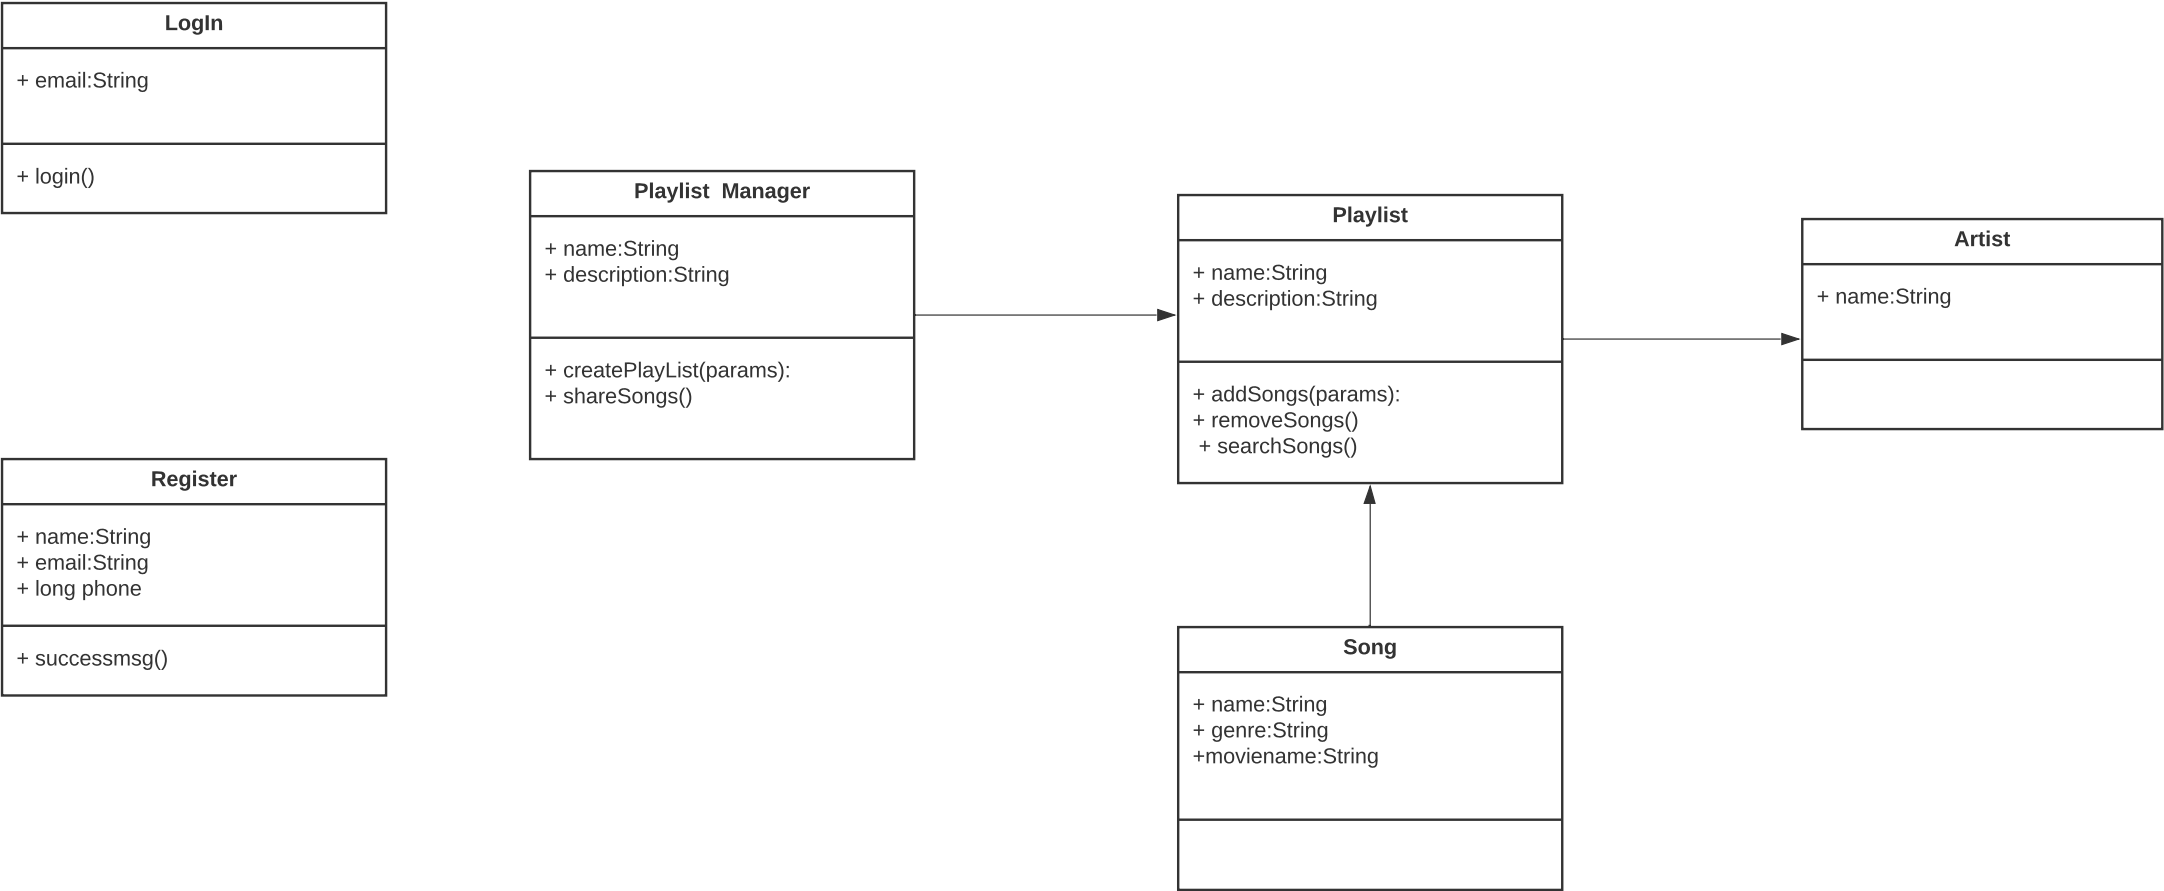 LogIn
+ email:String
+ login()
Register
+ name:String
+ email:String
+ long phone
+ successmsg()
Playlist  Manager
+ name:String
+ description:String
+ createPlayList(params):
+ shareSongs()
Playlist
+ name:String
+ description:String
+ addSongs(params):
+ removeSongs()
+ searchSongs()
Song
+ name:String
+ genre:String
+moviename:String
Artist
+ name:String